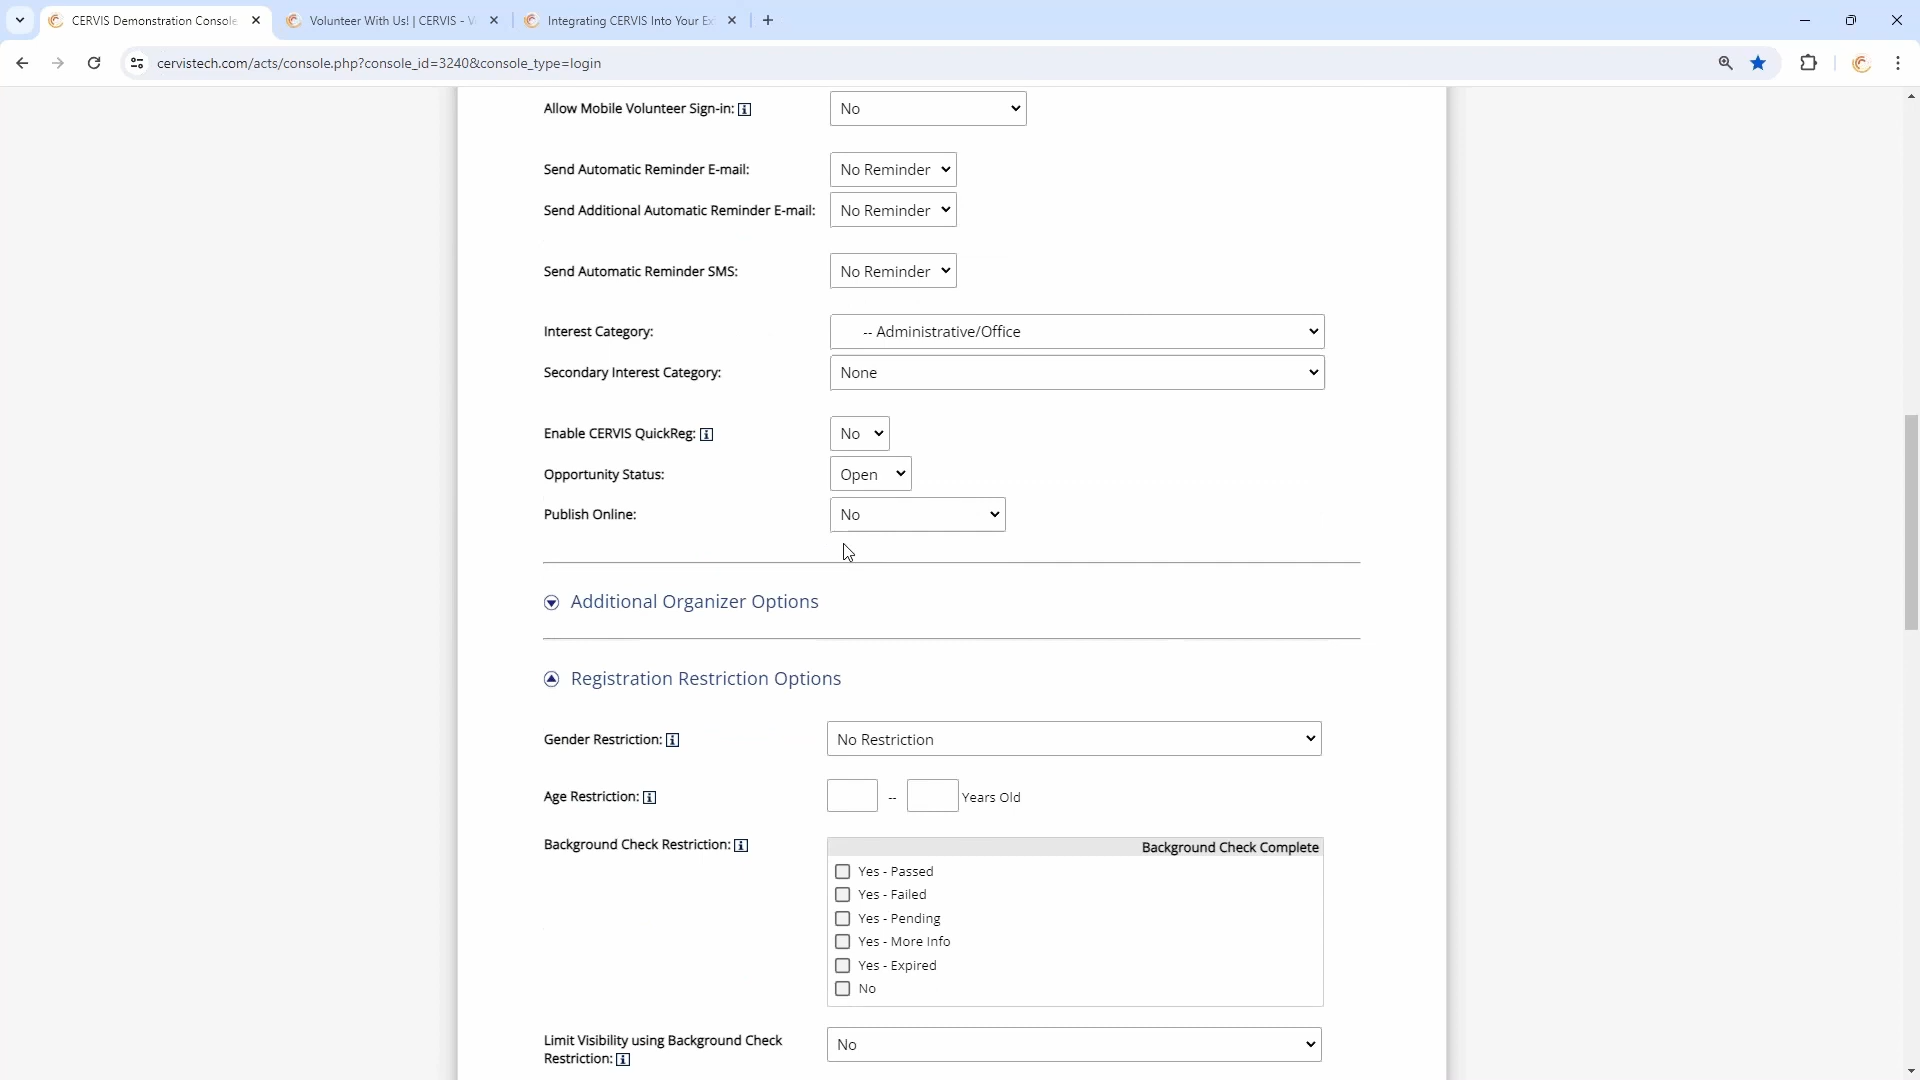 CERVIS Demonstration Console
Volunteer With Us! | CERVIS - V
Integrating CERVIS Into Your Ex
cervistech.com/acts/console.php?console_id=3240&console_type=login
Allow Mobile Volunteer Sign-in: No
Send Automatic Reminder E-mail: No Reminder
Send Additional Automatic Reminder E-mail: No Reminder
Send Automatic Reminder SMS: No Reminder
Interest Category: -- Administrative/Office
Secondary Interest Category: None
Enable CERVIS QuickReg: No
Opportunity Status: Open
Publish Online: No
Additional Organizer Options
Registration Restriction Options
Gender Restriction: No Restriction
Age Restriction: -- Years Old
Background Check Restriction: Background Check Complete
Yes - Passed
Yes - Failed
Yes - Pending
Yes - More Info
Yes - Expired
No
Limit Visibility using Background Check No
Restriction: